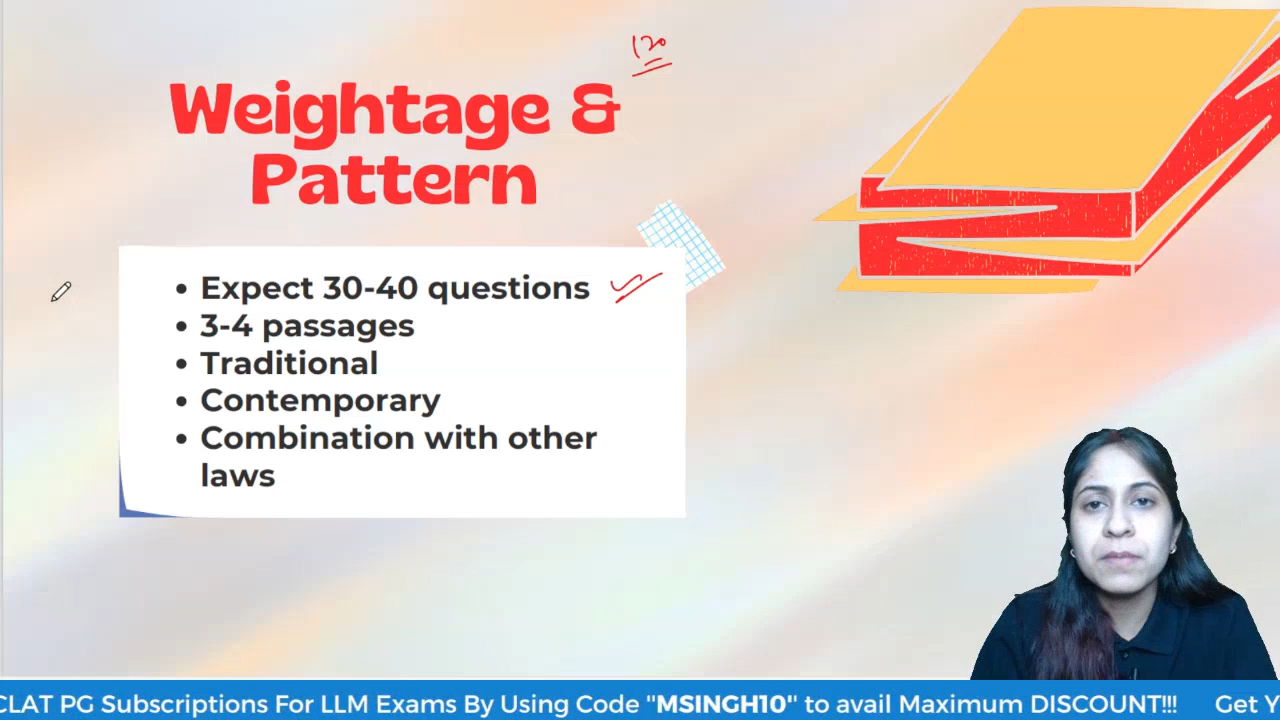 120
Weightage &
Pattern
• Expect 30-40 questions
• 3-4 passages
• Traditional
• Contemporary
• Combination with other
laws
CLAT PG Subscriptions For LLM Exams By Using Code "MSINGH10" to avail Maximum DISCOUNT!!! Get Y